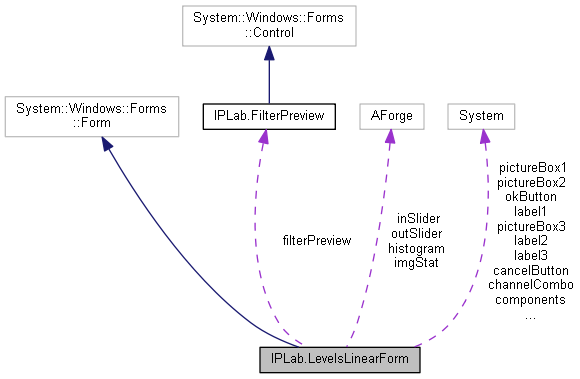 System::Windows::Forms
::Control
System::Windows::Forms
::Form
IPLab.FilterPreview
AForge
System
filterPreview
inSlider
outSlider
histogram
imgStat
pictureBox1
pictureBox2
okButton
label1
pictureBox3
label2
label3
cancelButton
channelCombo
components
...
IPLab.LevelsLinearForm